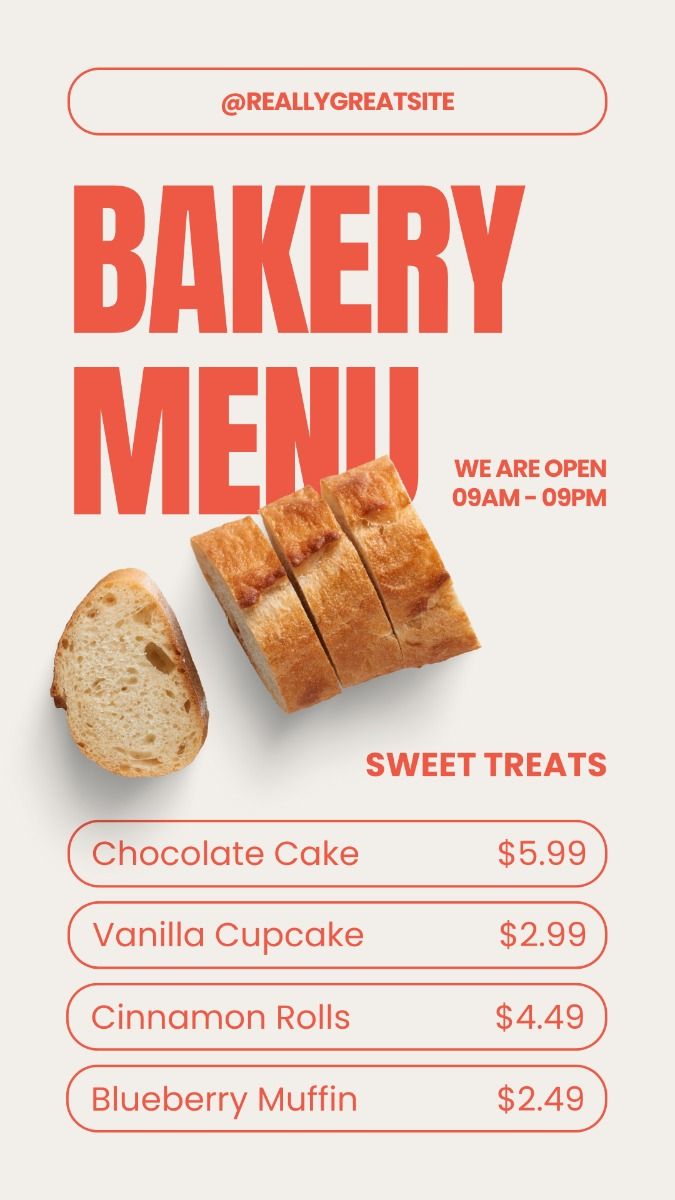 @REALLYGREATSITE
BAKERY
MENU
WE ARE OPEN
09AM - 09PM
SWEET TREATS
Chocolate Cake $5.99
Vanilla Cupcake $2.99
Cinnamon Rolls $4.49
Blueberry Muffin $2.49